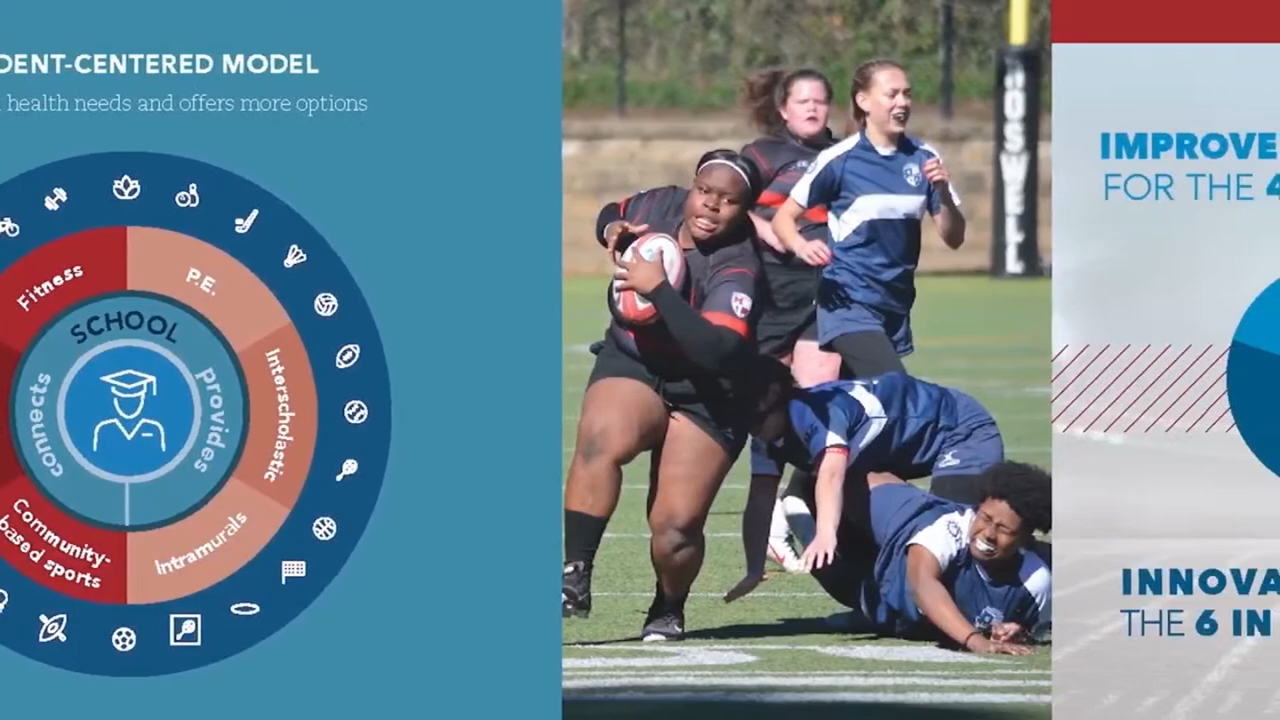 DENT-CENTERED MODEL
health needs and offers more options
Fitness
P.E.
SCHOOL
connects
provides
Interscholastic
Community-
based sports
Intramurals
OSWELL
IMPROVE
FOR THE 4
INNOVA
THE 6 IN